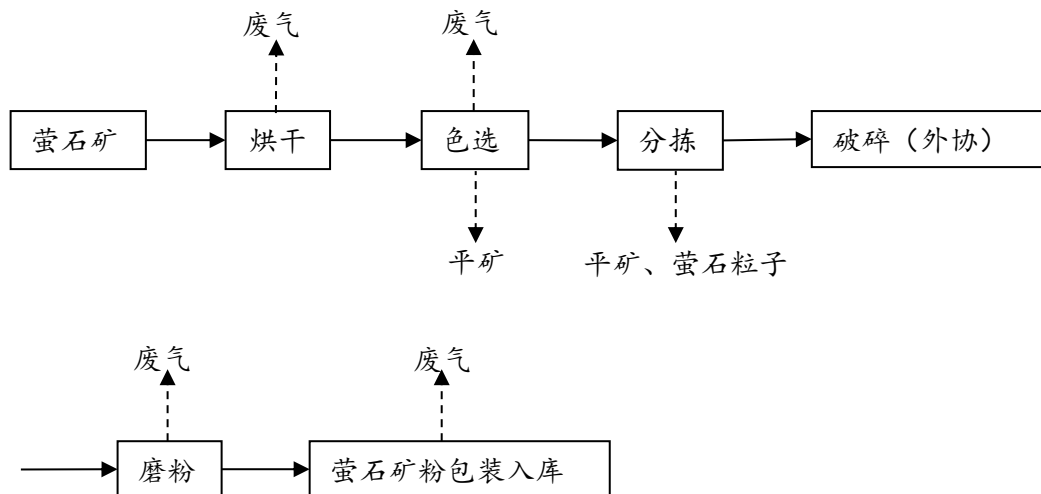 废气 废气
萤石矿 烘干 色选 分拣 破碎（外协）
平矿 平矿、萤石粒子
废气 废气
磨粉 萤石矿粉包装入库